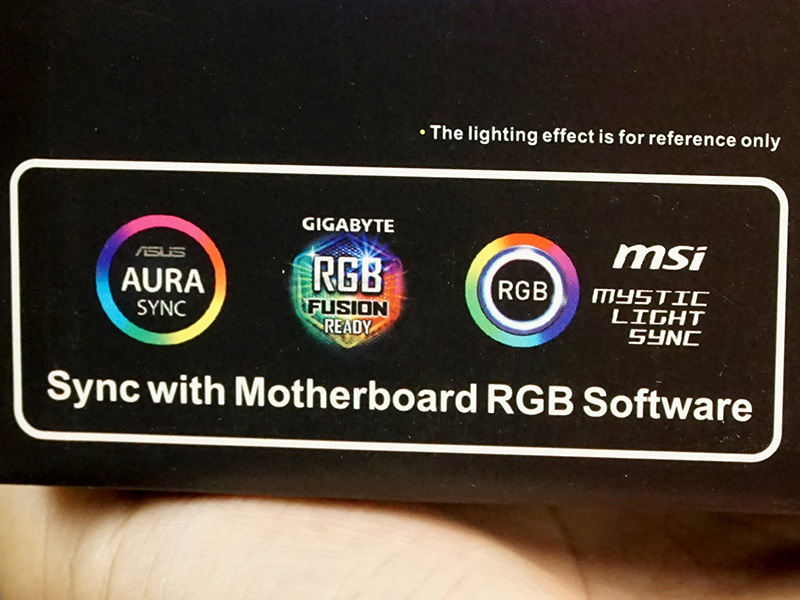 • The lighting effect is for reference only
ASUS
AURA
SYNC
GIGABYTE
RGB
FUSION
READY
RGB
msi
MYSTIC
LIGHT
SYNC
Sync with Motherboard RGB Software